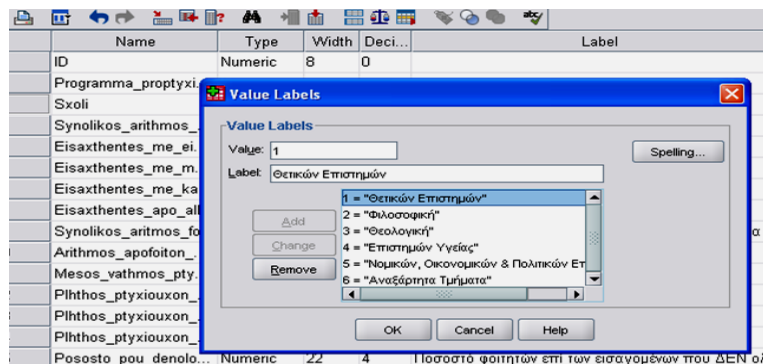 Name Type Width Deci... Label
ID Numeric 8 0
Programma_proptyxi...
Value Labels
Sxoli
Synolikos_arithmos_.
Value Labels
Eisaxthentes_me_ei.
Value: 1
Spelling...
Eisaxthentes_me_m.
Label: Θετικών Επιστημών
Eisaxthentes_me_ka
1 = "Θετικών Επιστημών"
Eisaxthentes_apo_all
Add
2 = "Φιλοσοφική"
3 = "Θεολογική"
Synolikos_aritmos_fo
Change
4 = "Επιστημών Υγείας"
Arithmos_apofoiton_.
Remove
5 = "Νομικών, Οικονομικών & Πολιτικών Επ
Mesos_vathmos_pty.
6 = "Αναξάρτητα Τμήματα"
Plhthos_ptyxiouxon_.
Plhthos_ptyxiouxon_.
OK Cancel Help
Plhthos_ptyxiouxon_.
Pososto_pou_denolo... Numeric 22 4 Ποσοστό φοιτητών επί των εισαγομένων που ΔΕΝ ολ